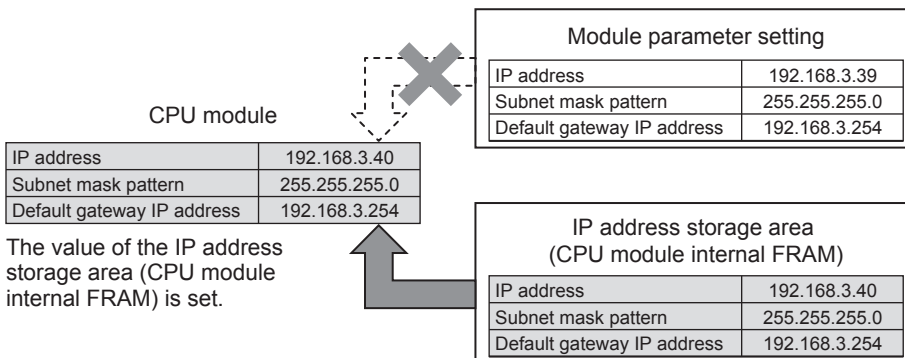 Module parameter setting
IP address 192.168.3.39
Subnet mask pattern 255.255.255.0
Default gateway IP address 192.168.3.254
CPU module
IP address 192.168.3.40
Subnet mask pattern 255.255.255.0
Default gateway IP address 192.168.3.254
The value of the IP address
storage area (CPU module
internal FRAM) is set.
IP address storage area
(CPU module internal FRAM)
IP address 192.168.3.40
Subnet mask pattern 255.255.255.0
Default gateway IP address 192.168.3.254